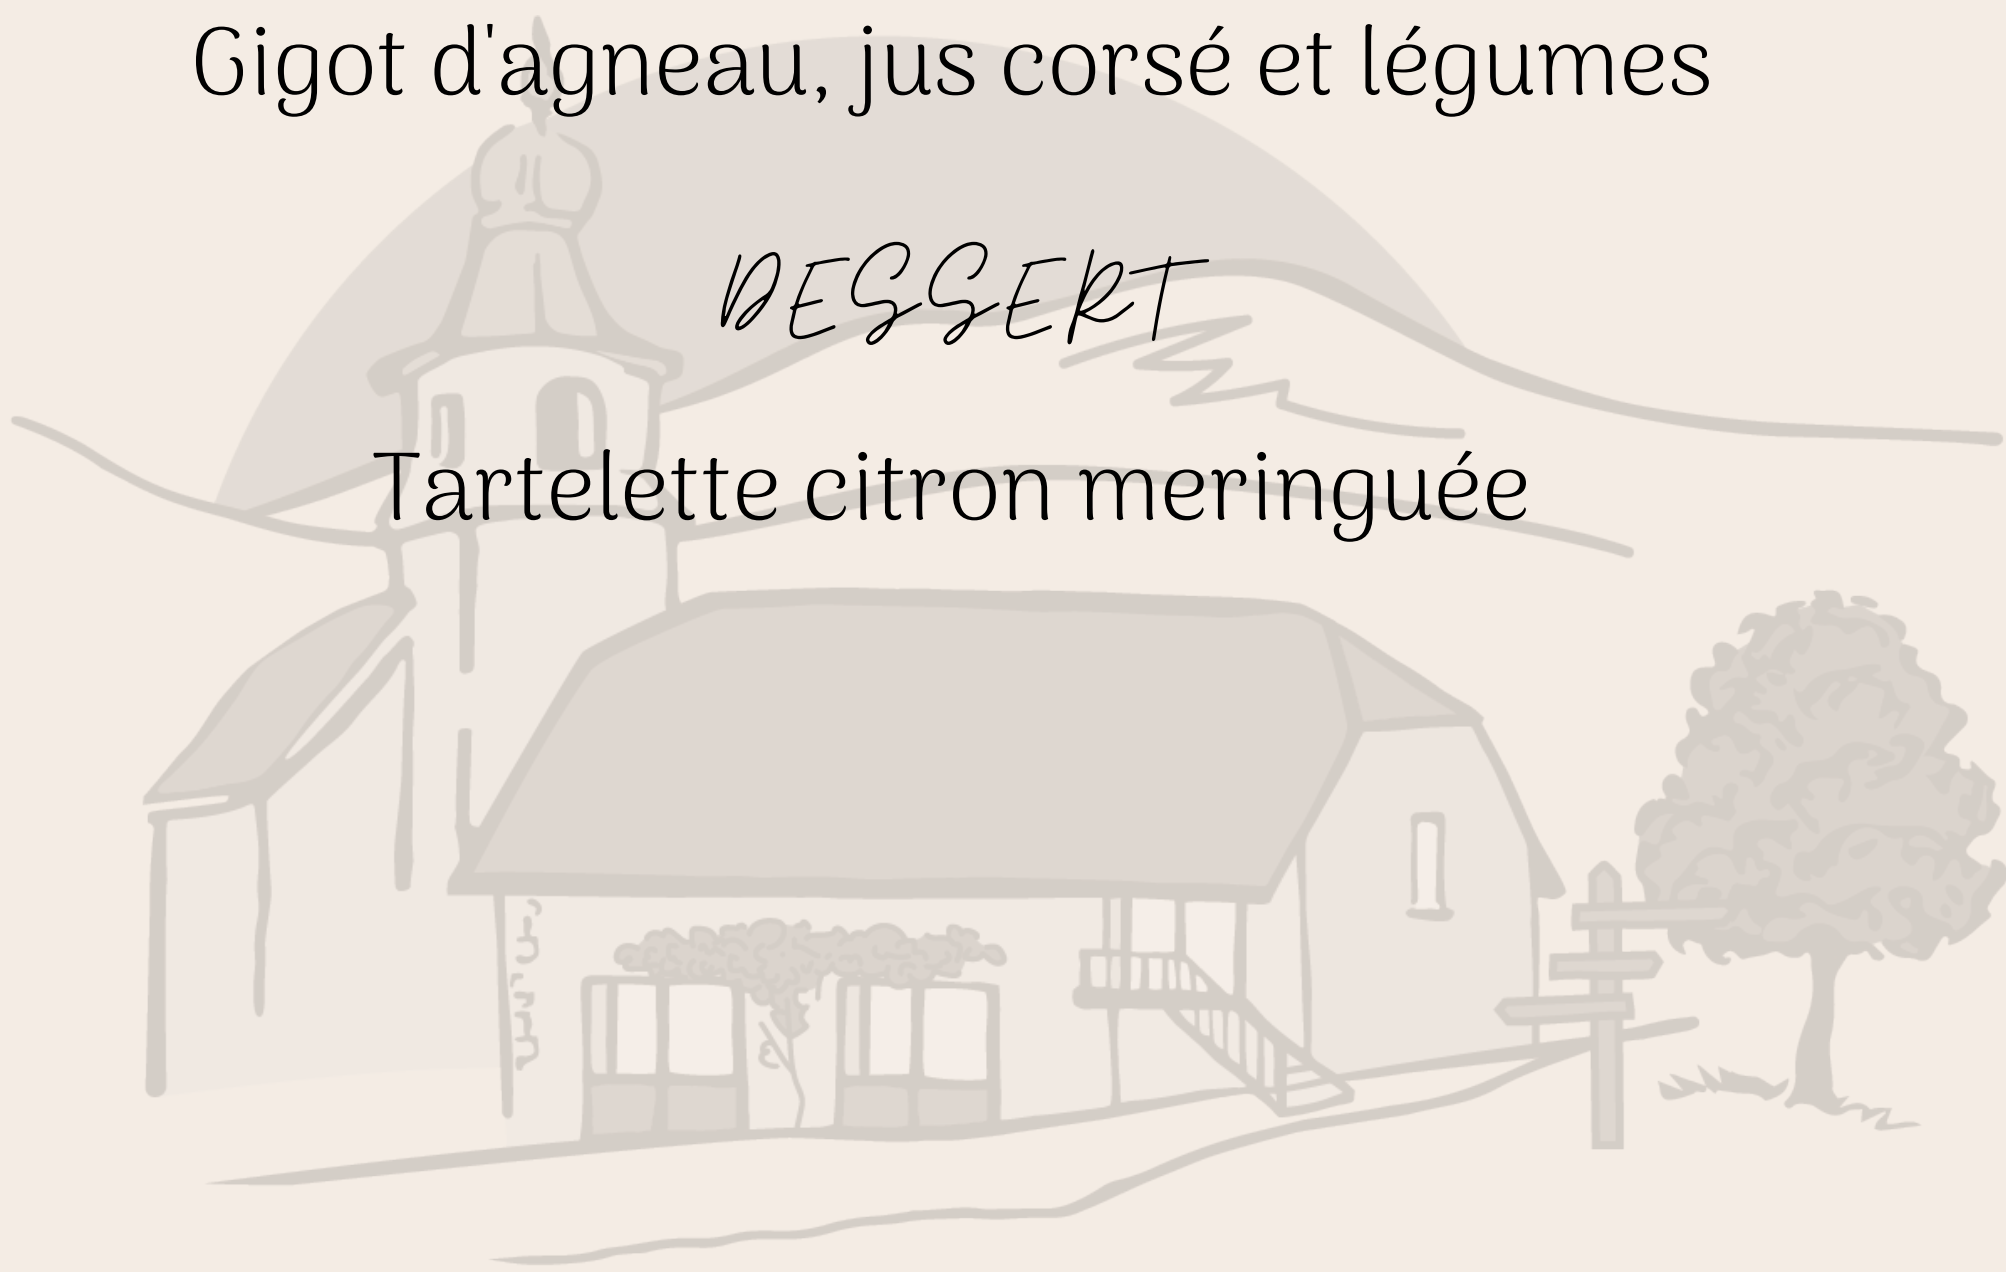 Gigot d'agneau, jus corsé et légumes
DESSERT
Tartelette citron meringuée